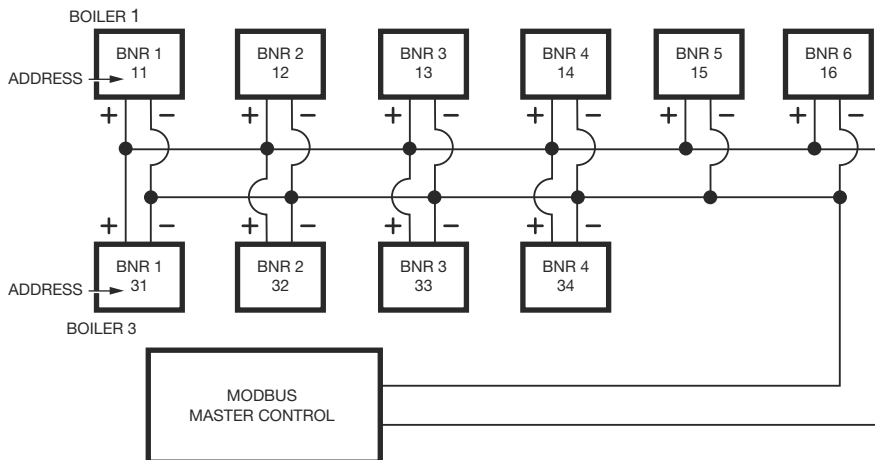 BOILER 1
BNR 1
11
BNR 2
12
BNR 3
13
BNR 4
14
BNR 5
15
BNR 6
16
ADDRESS
+ − + − + − + − + − + −
+ − + − + − + −
BNR 1
31
BNR 2
32
BNR 3
33
BNR 4
34
ADDRESS
BOILER 3
MODBUS
MASTER CONTROL